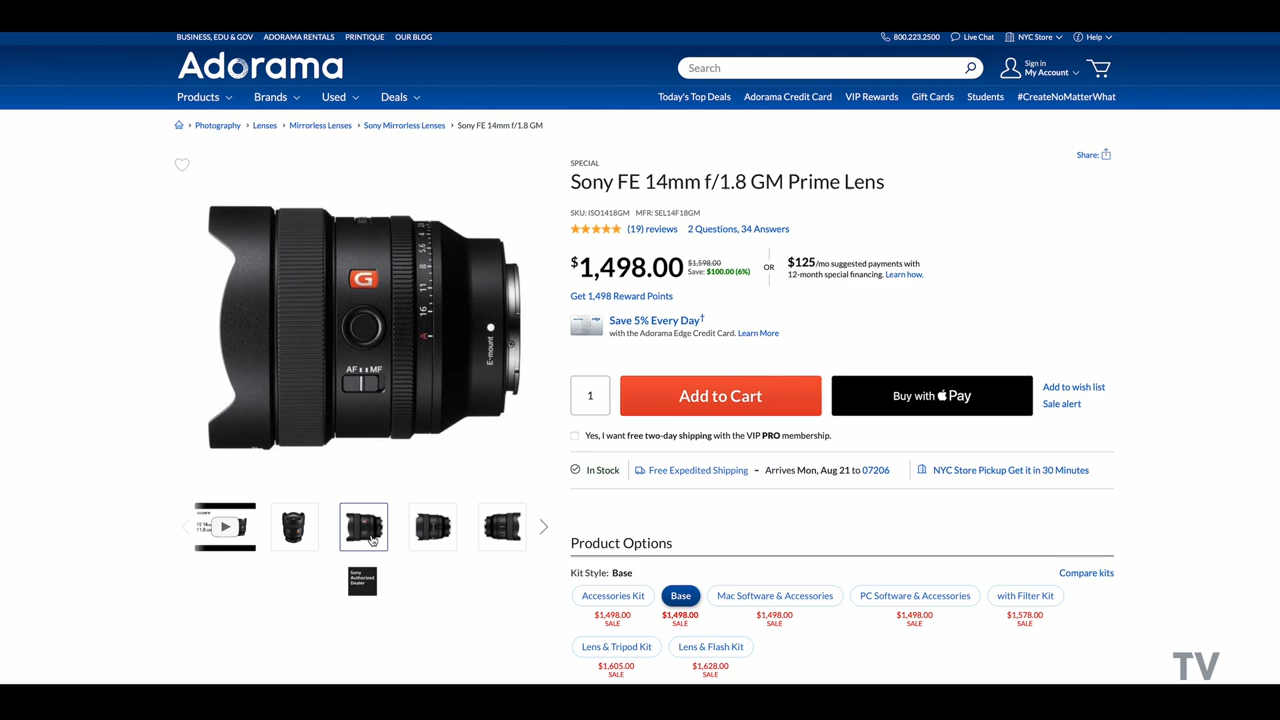 BUSINESS, EDU & GOV ADORAMA RENTALS PRINTIQUE OUR BLOG 800.223.2500 Live Chat NYC Store Help
Adorama
Search
Sign in
My Account
Products Brands Used Deals Today's Top Deals Adorama Credit Card VIP Rewards Gift Cards Students #CreateNoMatterWhat
Photography > Lenses > Mirrorless Lenses > Sony Mirrorless Lenses > Sony FE 14mm f/1.8 GM
Share:
SPECIAL
Sony FE 14mm f/1.8 GM Prime Lens
SKU: ISO1418GM MFR: SEL14F18GM
(19) reviews 2 Questions, 34 Answers
$1,498.00 $1,598.00
Save: $100.00 (6%)
OR
$125/mo suggested payments with
12-month special financing. Learn how.
Get 1,498 Reward Points
Save 5% Every Day†
with the Adorama Edge Credit Card. Learn More
G
5.6
8
11
16
A
AF MF
E-mount
1 Add to Cart Buy with Pay
Add to wish list
Sale alert
Yes, I want free two-day shipping with the VIP PRO membership.
In Stock Free Expedited Shipping - Arrives Mon, Aug 21 to 07206 NYC Store Pickup Get it in 30 Minutes
SONY
Sony
Authorized
Dealer
Product Options
Kit Style: Base Compare kits
Accessories Kit Base Mac Software & Accessories PC Software & Accessories with Filter Kit
$1,498.00 $1,498.00 $1,498.00 $1,498.00 $1,578.00
SALE SALE SALE SALE SALE
Lens & Tripod Kit Lens & Flash Kit
$1,605.00 $1,628.00
SALE SALE
TV